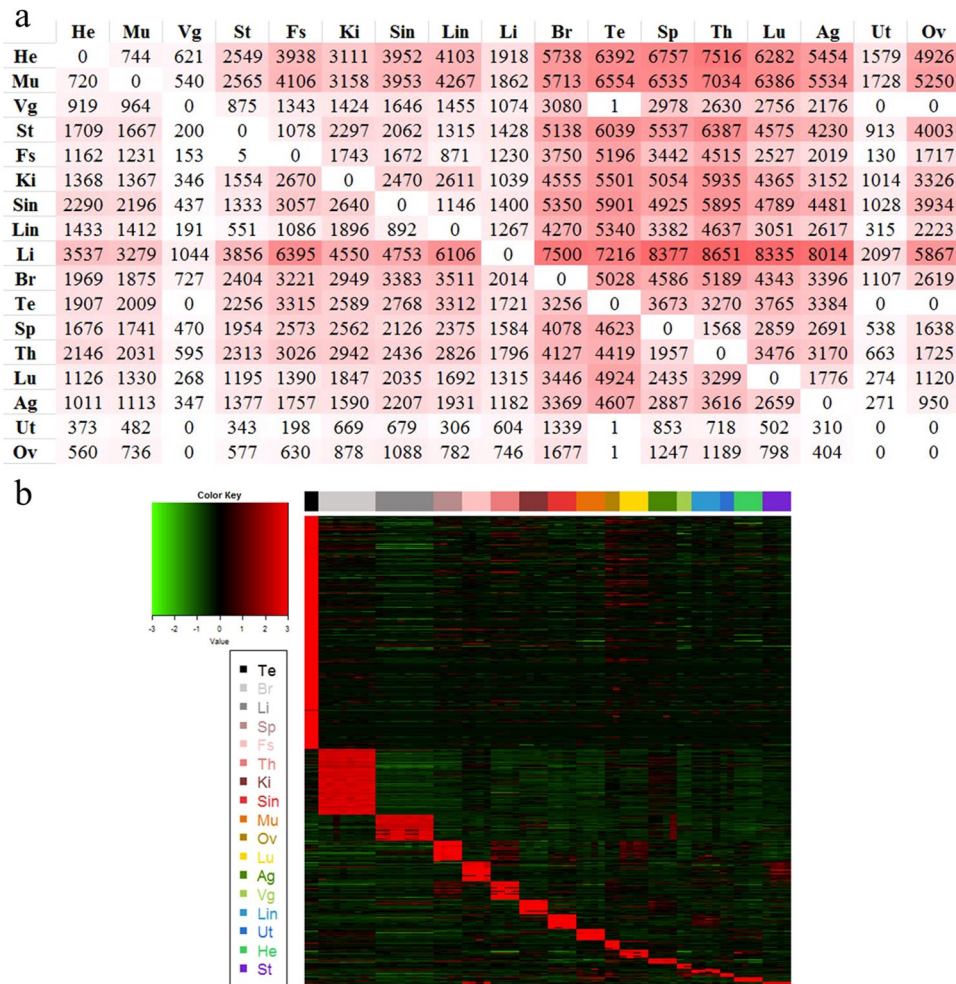 a
He Mu Vg St Fs Ki Sin Lin Li Br Te Sp Th Lu Ag Ut Ov
He 0 744 621 2549 3938 3111 3952 4103 1918 5738 6392 6757 7516 6282 5454 1579 4926
Mu 720 0 540 2565 4106 3158 3953 4267 1862 5713 6554 6535 7034 6386 5534 1728 5250
Vg 919 964 0 875 1343 1424 1646 1455 1074 3080 1 2978 2630 2756 2176 0 0
St 1709 1667 200 0 1078 2297 2062 1315 1428 5138 6039 5537 6387 4575 4230 913 4003
Fs 1162 1231 153 5 0 1743 1672 871 1230 3750 5196 3442 4515 2527 2019 130 1717
Ki 1368 1367 346 1554 2670 0 2470 2611 1039 4555 5501 5054 5935 4365 3152 1014 3326
Sin 2290 2196 437 1333 3057 2640 0 1146 1400 5350 5901 4925 5895 4789 4481 1028 3934
Lin 1433 1412 191 551 1086 1896 892 0 1267 4270 5340 3382 4637 3051 2617 315 2223
Li 3537 3279 1044 3856 6395 4550 4753 6106 0 7500 7216 8377 8651 8335 8014 2097 5867
Br 1969 1875 727 2404 3221 2949 3383 3511 2014 0 5028 4586 5189 4343 3396 1107 2619
Te 1907 2009 0 2256 3315 2589 2768 3312 1721 3256 0 3673 3270 3765 3384 0 0
Sp 1676 1741 470 1954 2573 2562 2126 2375 1584 4078 4623 0 1568 2859 2691 538 1638
Th 2146 2031 595 2313 3026 2942 2436 2826 1796 4127 4419 1957 0 3476 3170 663 1725
Lu 1126 1330 268 1195 1390 1847 2035 1692 1315 3446 4924 2435 3299 0 1776 274 1120
Ag 1011 1113 347 1377 1757 1590 2207 1931 1182 3369 4607 2887 3616 2659 0 271 950
Ut 373 482 0 343 198 669 679 306 604 1339 1 853 718 502 310 0 0
Ov 560 736 0 577 630 878 1088 782 746 1677 1 1247 1189 798 404 0 0
b
Color Key
-3 -2 -1 0 1 2 3
Value
Te
Br
Li
Sp
Fs
Th
Ki
Sin
Mu
Ov
Lu
Ag
Vg
Lin
Ut
He
St